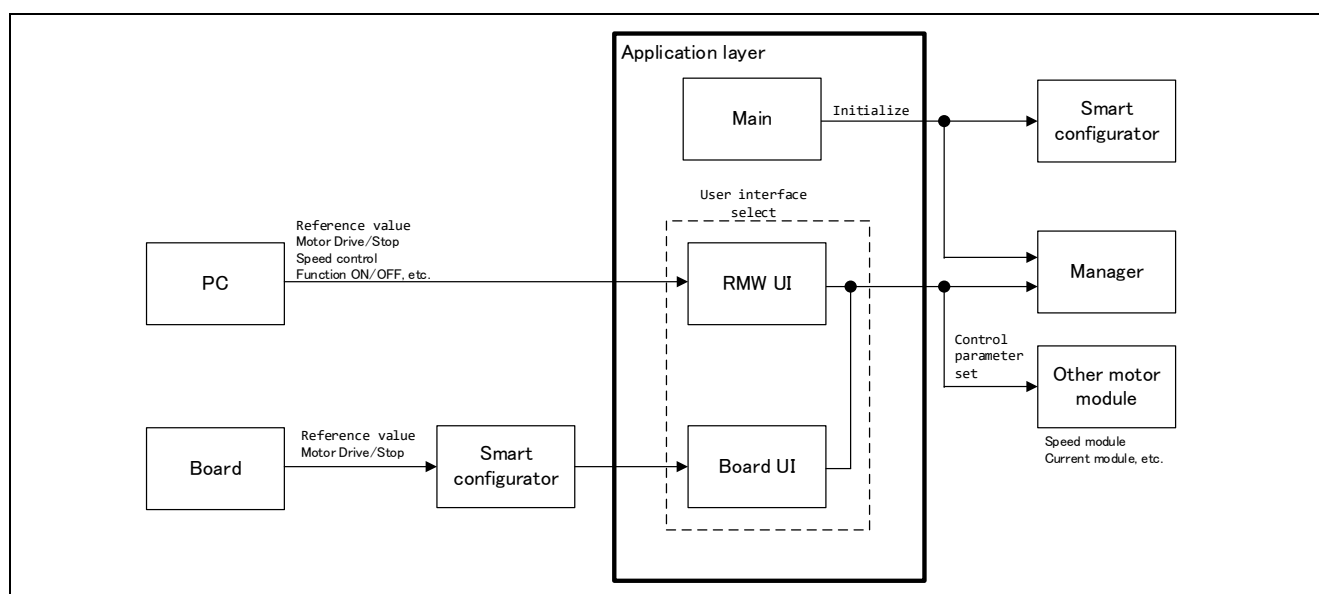 Application layer
Main
Initialize
Smart
configurator
User interface
select
Reference value
Motor Drive/Stop
Speed control
Function ON/OFF, etc.
PC
RMW UI
Manager
Control
parameter
set
Other motor
module
Speed module
Current module, etc.
Board
Reference value
Motor Drive/Stop
Smart
configurator
Board UI